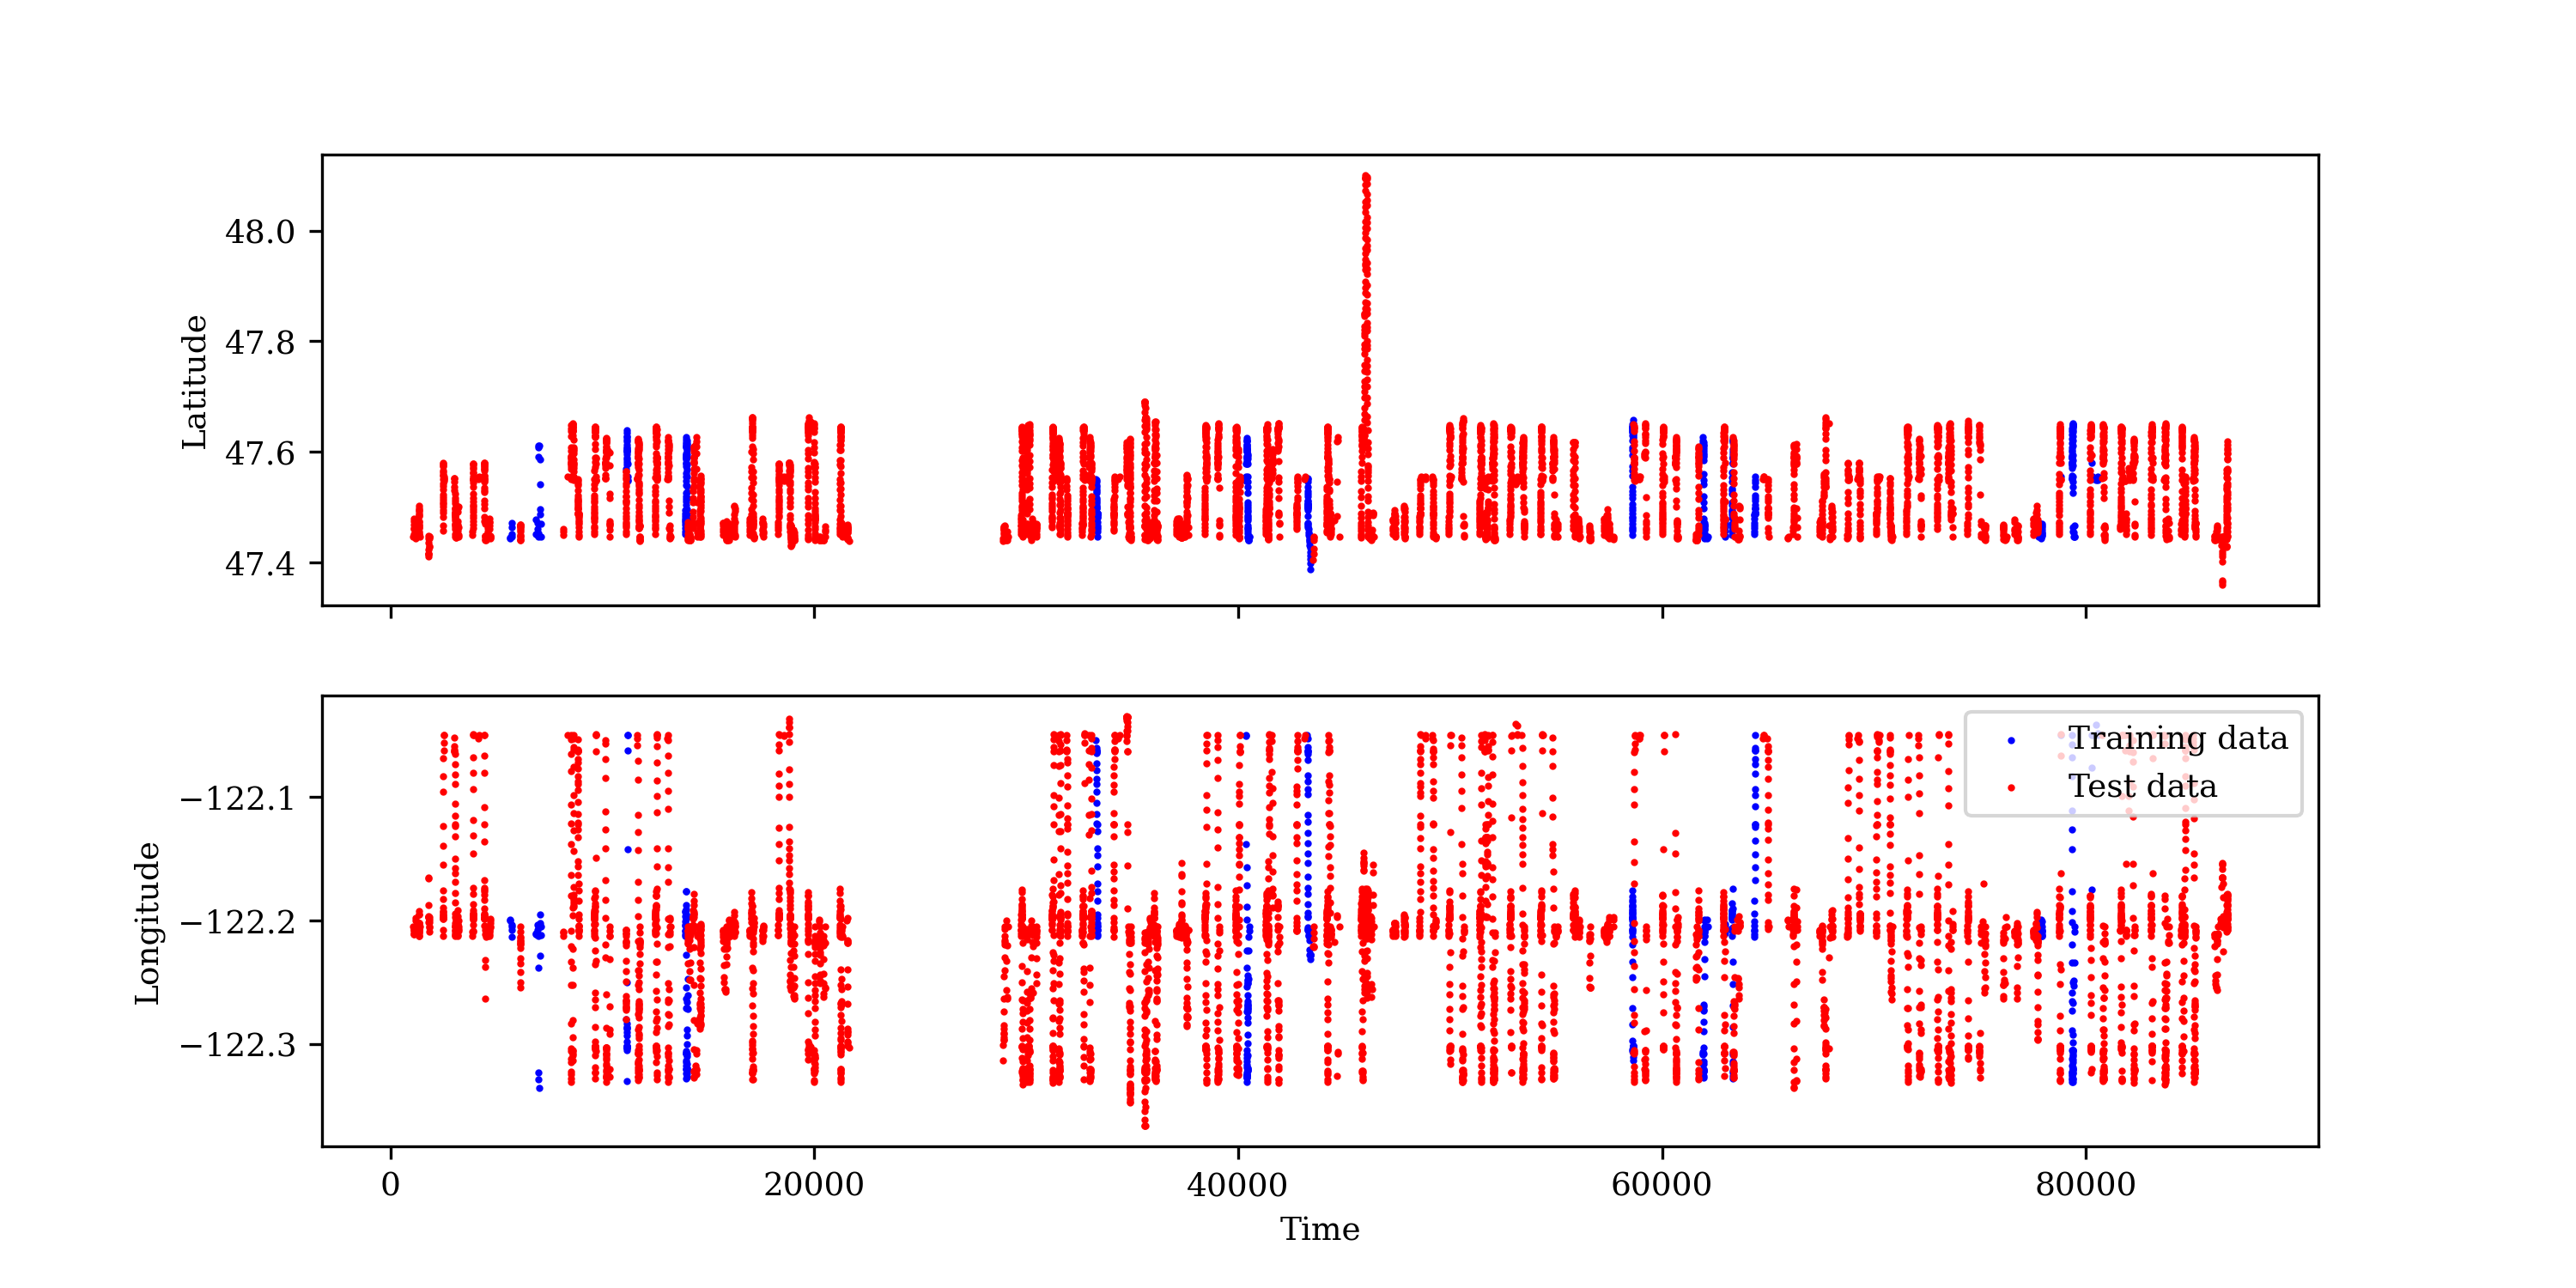 48.0
47.8
47.6
47.4
Latitude
Training data
Test data
−122.1
−122.2
−122.3
Longitude
0 20000 40000 60000 80000
Time